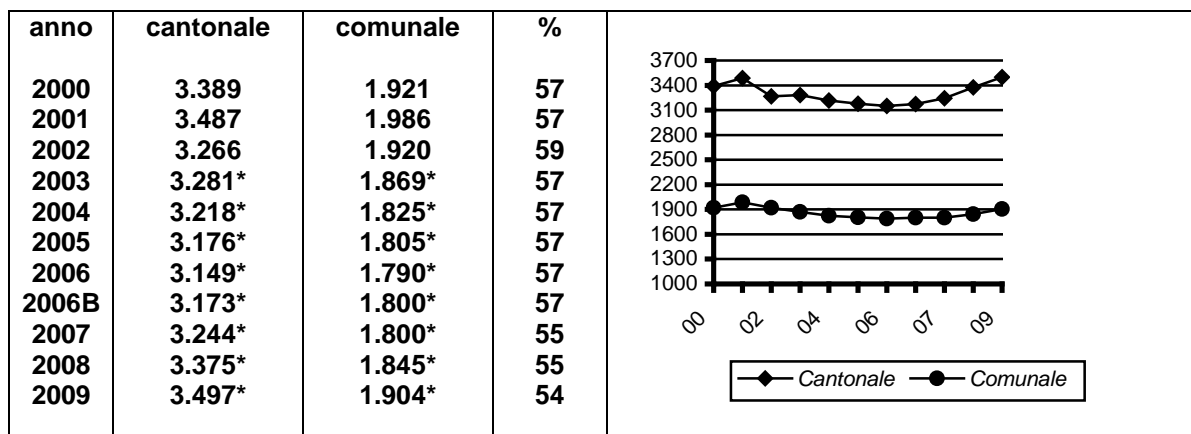 anno cantonale comunale %
2000 3.389 1.921 57
2001 3.487 1.986 57
2002 3.266 1.920 59
2003 3.281* 1.869* 57
2004 3.218* 1.825* 57
2005 3.176* 1.805* 57
2006 3.149* 1.790* 57
2006B 3.173* 1.800* 57
2007 3.244* 1.800* 55
2008 3.375* 1.845* 55
2009 3.497* 1.904* 54
3700
3400
3100
2800
2500
2200
1900
1600
1300
1000
00 02 04 06 07 09
Cantonale Comunale